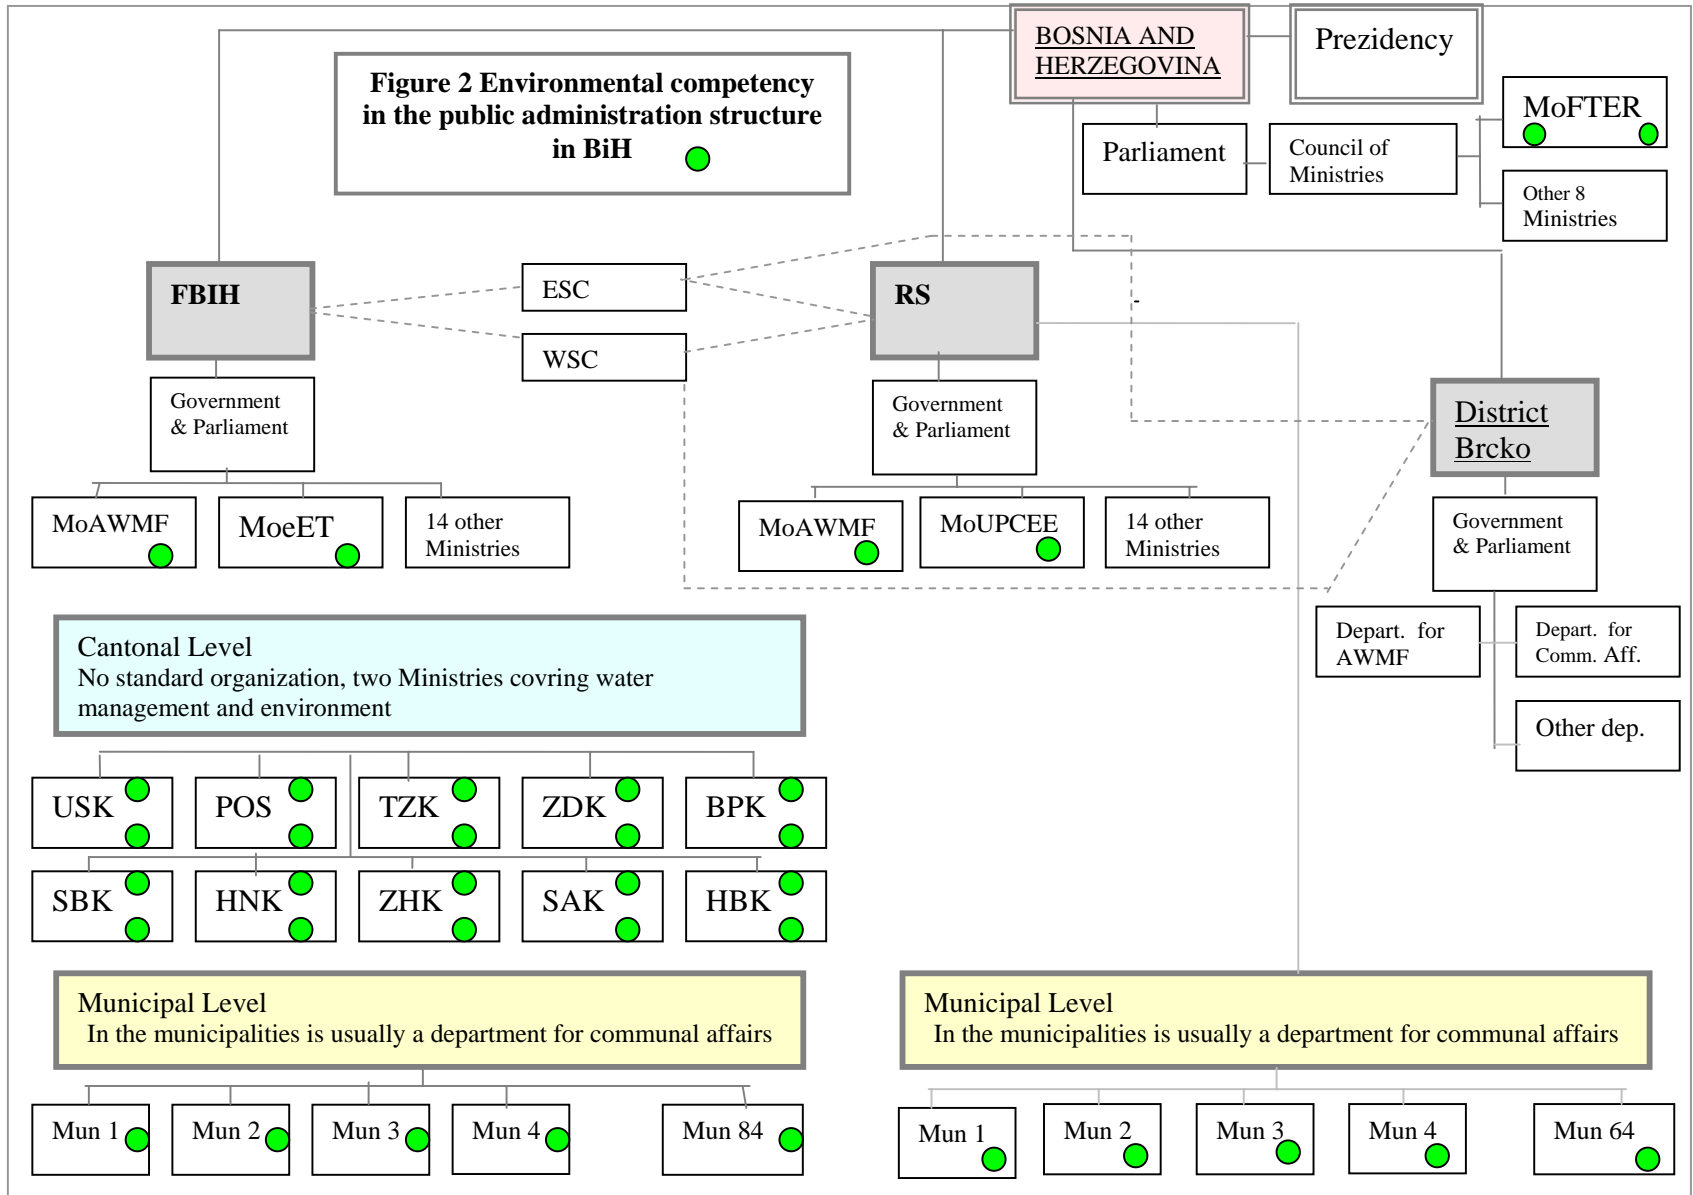 BOSNIA AND
HERZEGOVINA
Prezidency
Figure 2 Environmental competency
in the public administration structure
in BiH
MoFTER
Parliament
Council of
Ministries
Other 8
Ministries
FBIH
ESC
RS
-
WSC
Government
& Parliament
Government
& Parliament
District
Brcko
MoAWMF
MoeET
14 other
Ministries
MoAWMF
MoUPCEE
14 other
Ministries
Government
& Parliament
Depart. for
AWMF
Depart. for
Comm. Aff.
Other dep.
Cantonal Level
No standard organization, two Ministries covring water
management and environment
USK
POS
TZK
ZDK
BPK
SBK
HNK
ZHK
SAK
HBK
Municipal Level
In the municipalities is usually a department for communal affairs
Municipal Level
In the municipalities is usually a department for communal affairs
Mun 1
Mun 2
Mun 3
Mun 4
Mun 84
Mun 1
Mun 2
Mun 3
Mun 4
Mun 64